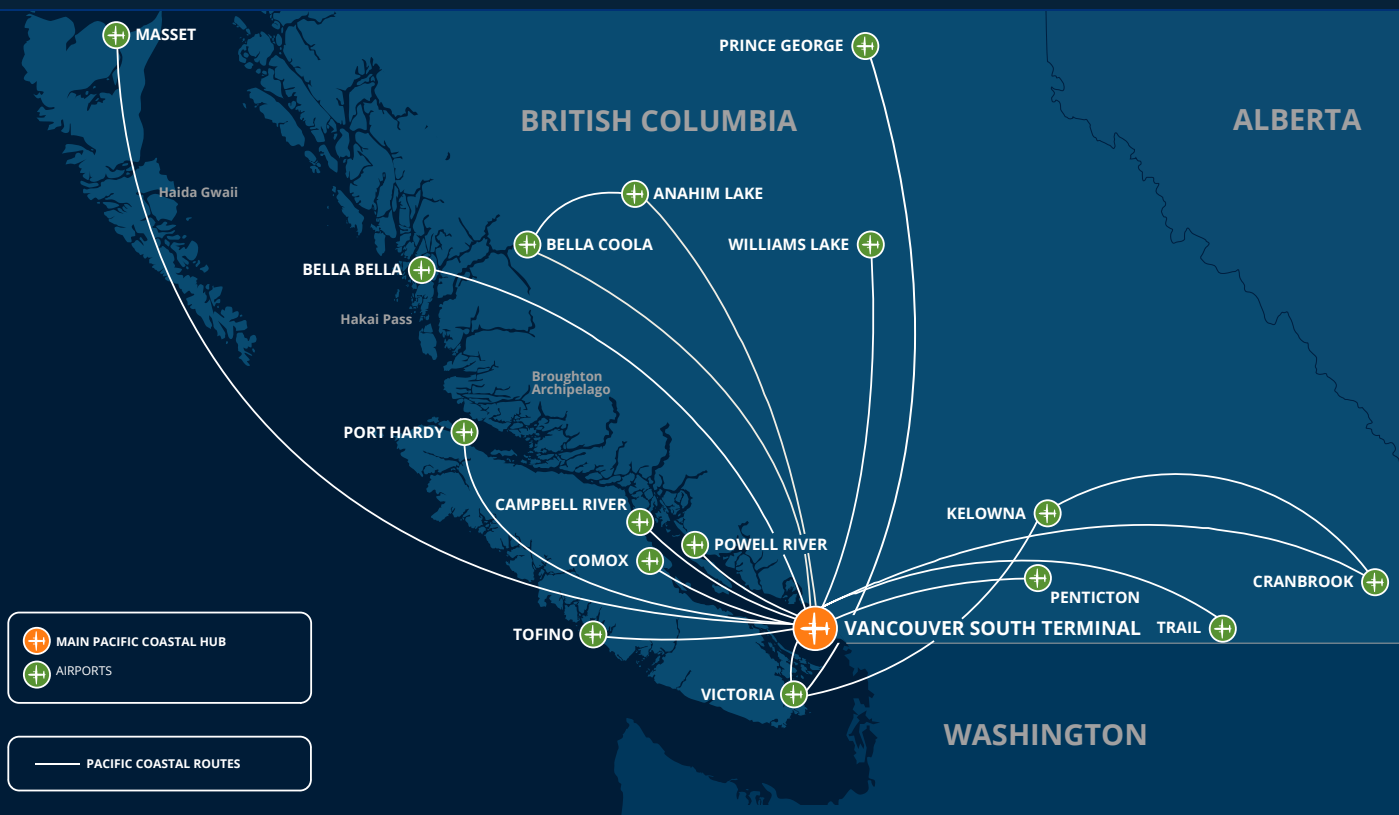 MASSET
PRINCE GEORGE
BRITISH COLUMBIA
ALBERTA
Haida Gwaii
ANAHIM LAKE
BELLA COOLA
WILLIAMS LAKE
BELLA BELLA
Hakai Pass
Broughton
Archipelago
PORT HARDY
CAMPBELL RIVER
KELOWNA
POWELL RIVER
COMOX
CRANBROOK
PENTICTON
TOFINO
VANCOUVER SOUTH TERMINAL
TRAIL
MAIN PACIFIC COASTAL HUB
AIRPORTS
VICTORIA
WASHINGTON
PACIFIC COASTAL ROUTES